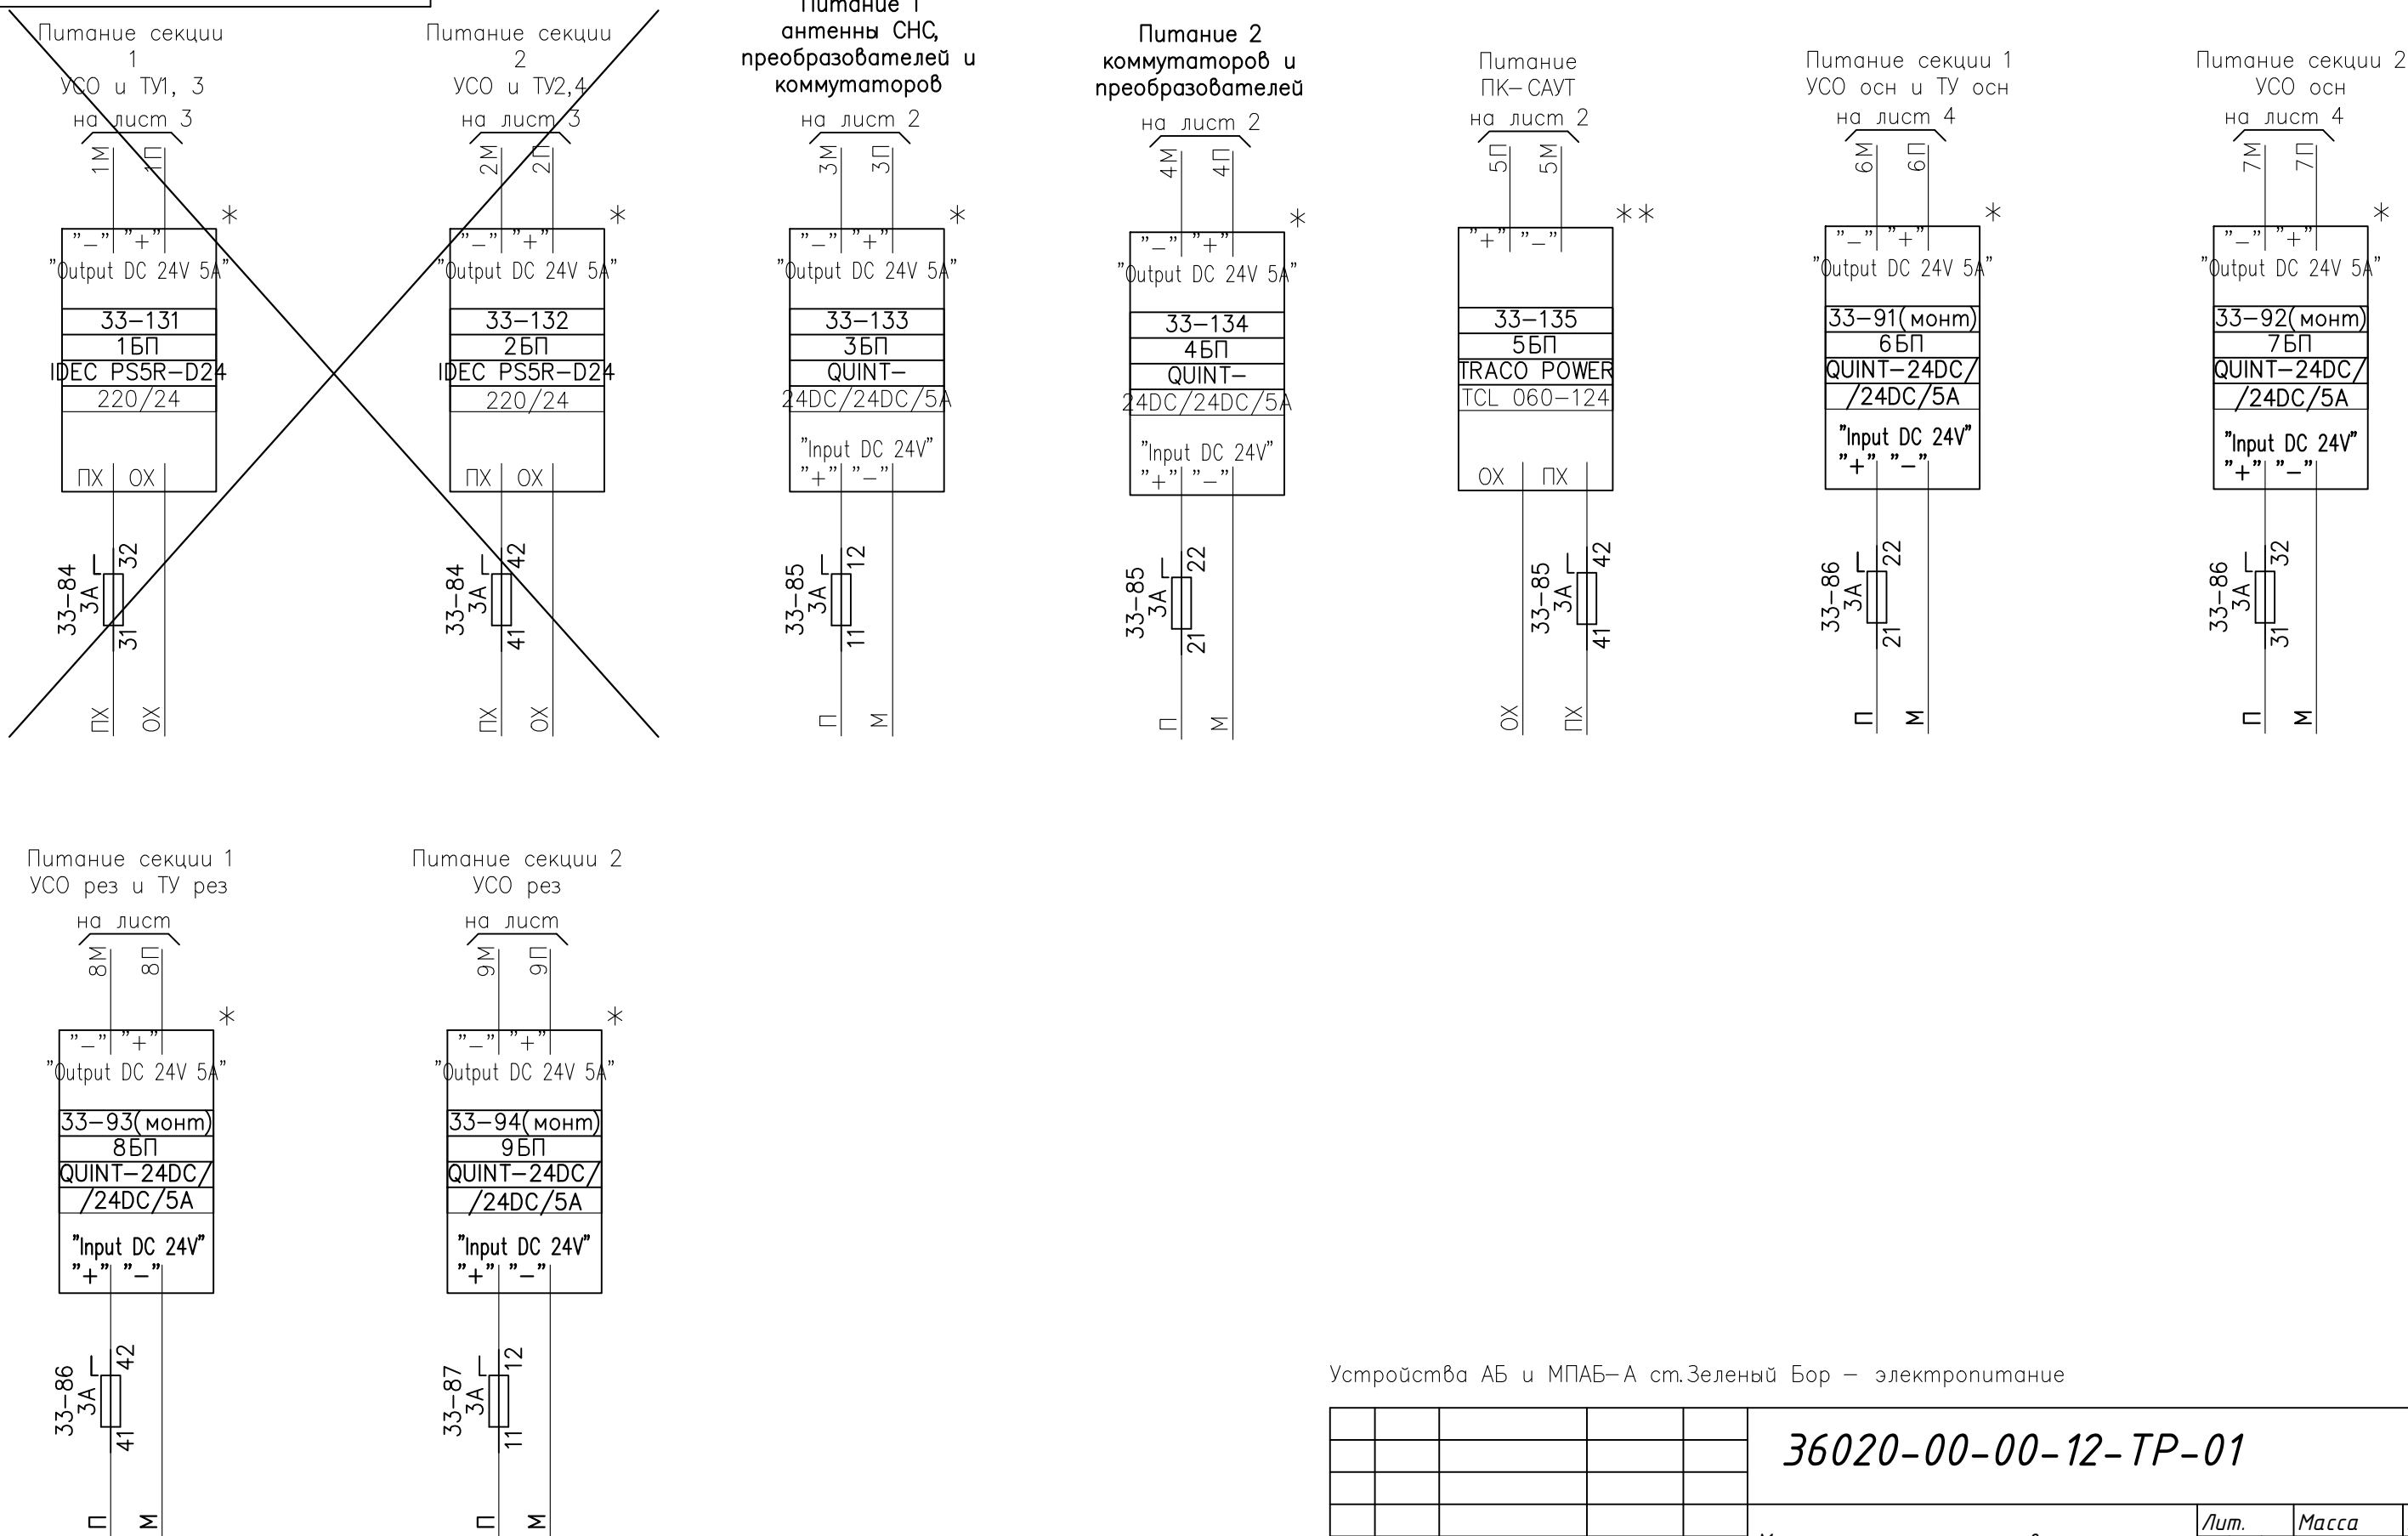 Питание секции
1
УСО и ТУ1, 3
на лист 3
1М 1П
"-" "+"
*
"Output DC 24V 5A"
33-131
1БП
IDEC PS5R-D24
220/24
ПХ ОХ
33-84
3А
L
32
31
ПХ ОХ
Питание секции
2
УСО и ТУ2,4
на лист 3
2М 2П
"-" "+"
*
"Output DC 24V 5A"
33-132
2БП
IDEC PS5R-D24
220/24
ПХ ОХ
33-84
3А
L
42
41
ПХ ОХ
Питание 1
антенны СНС,
преобразователей и
коммутаторов
на лист 2
3М 3П
"-" "+"
*
"Output DC 24V 5A"
33-133
3БП
QUINT-
24DC/24DC/5A
"Input DC 24V"
"+" "-"
33-85
3А
L
12
11
П М
Питание 2
коммутаторов и
преобразователей
на лист 2
4М 4П
"-" "+"
*
"Output DC 24V 5A"
33-134
4БП
QUINT-
24DC/24DC/5A
"Input DC 24V"
"+" "-"
33-85
3А
L
22
21
П М
Питание
ПК-САУТ
на лист 2
5П 5М
"+" "-"
**
33-135
5БП
TRACO POWER
TCL 060-124
ОХ ПХ
33-85
3А
L
42
41
ОХ ПХ
Питание секции 1
УСО осн и ТУ осн
на лист 4
6М 6П
"-" "+"
*
"Output DC 24V 5A"
33-91(монт)
6БП
QUINT-24DC/
/24DC/5A
"Input DC 24V"
"+" "-"
33-86
3А
L
22
21
П М
Питание секции 2
УСО осн
на лист 4
7М 7П
"-" "+"
*
"Output DC 24V 5A"
33-92(монт)
7БП
QUINT-24DC/
/24DC/5A
"Input DC 24V"
"+" "-"
33-86
3А
L
32
31
П М
Питание секции 1
УСО рез и ТУ рез
на лист
8М 8П
"-" "+"
*
"Output DC 24V 5A"
33-93(монт)
8БП
QUINT-24DC/
/24DC/5A
"Input DC 24V"
"+" "-"
33-86
3А
L
42
41
П М
Питание секции 2
УСО рез
на лист
9М 9П
"-" "+"
*
"Output DC 24V 5A"
33-94(монт)
9БП
QUINT-24DC/
/24DC/5A
"Input DC 24V"
"+" "-"
33-87
3А
L
12
11
П М
Устройства АБ и МПАБ-А ст.Зеленый Бор - электропитание
36020-00-00-12-ТР-01
Лит. Масса